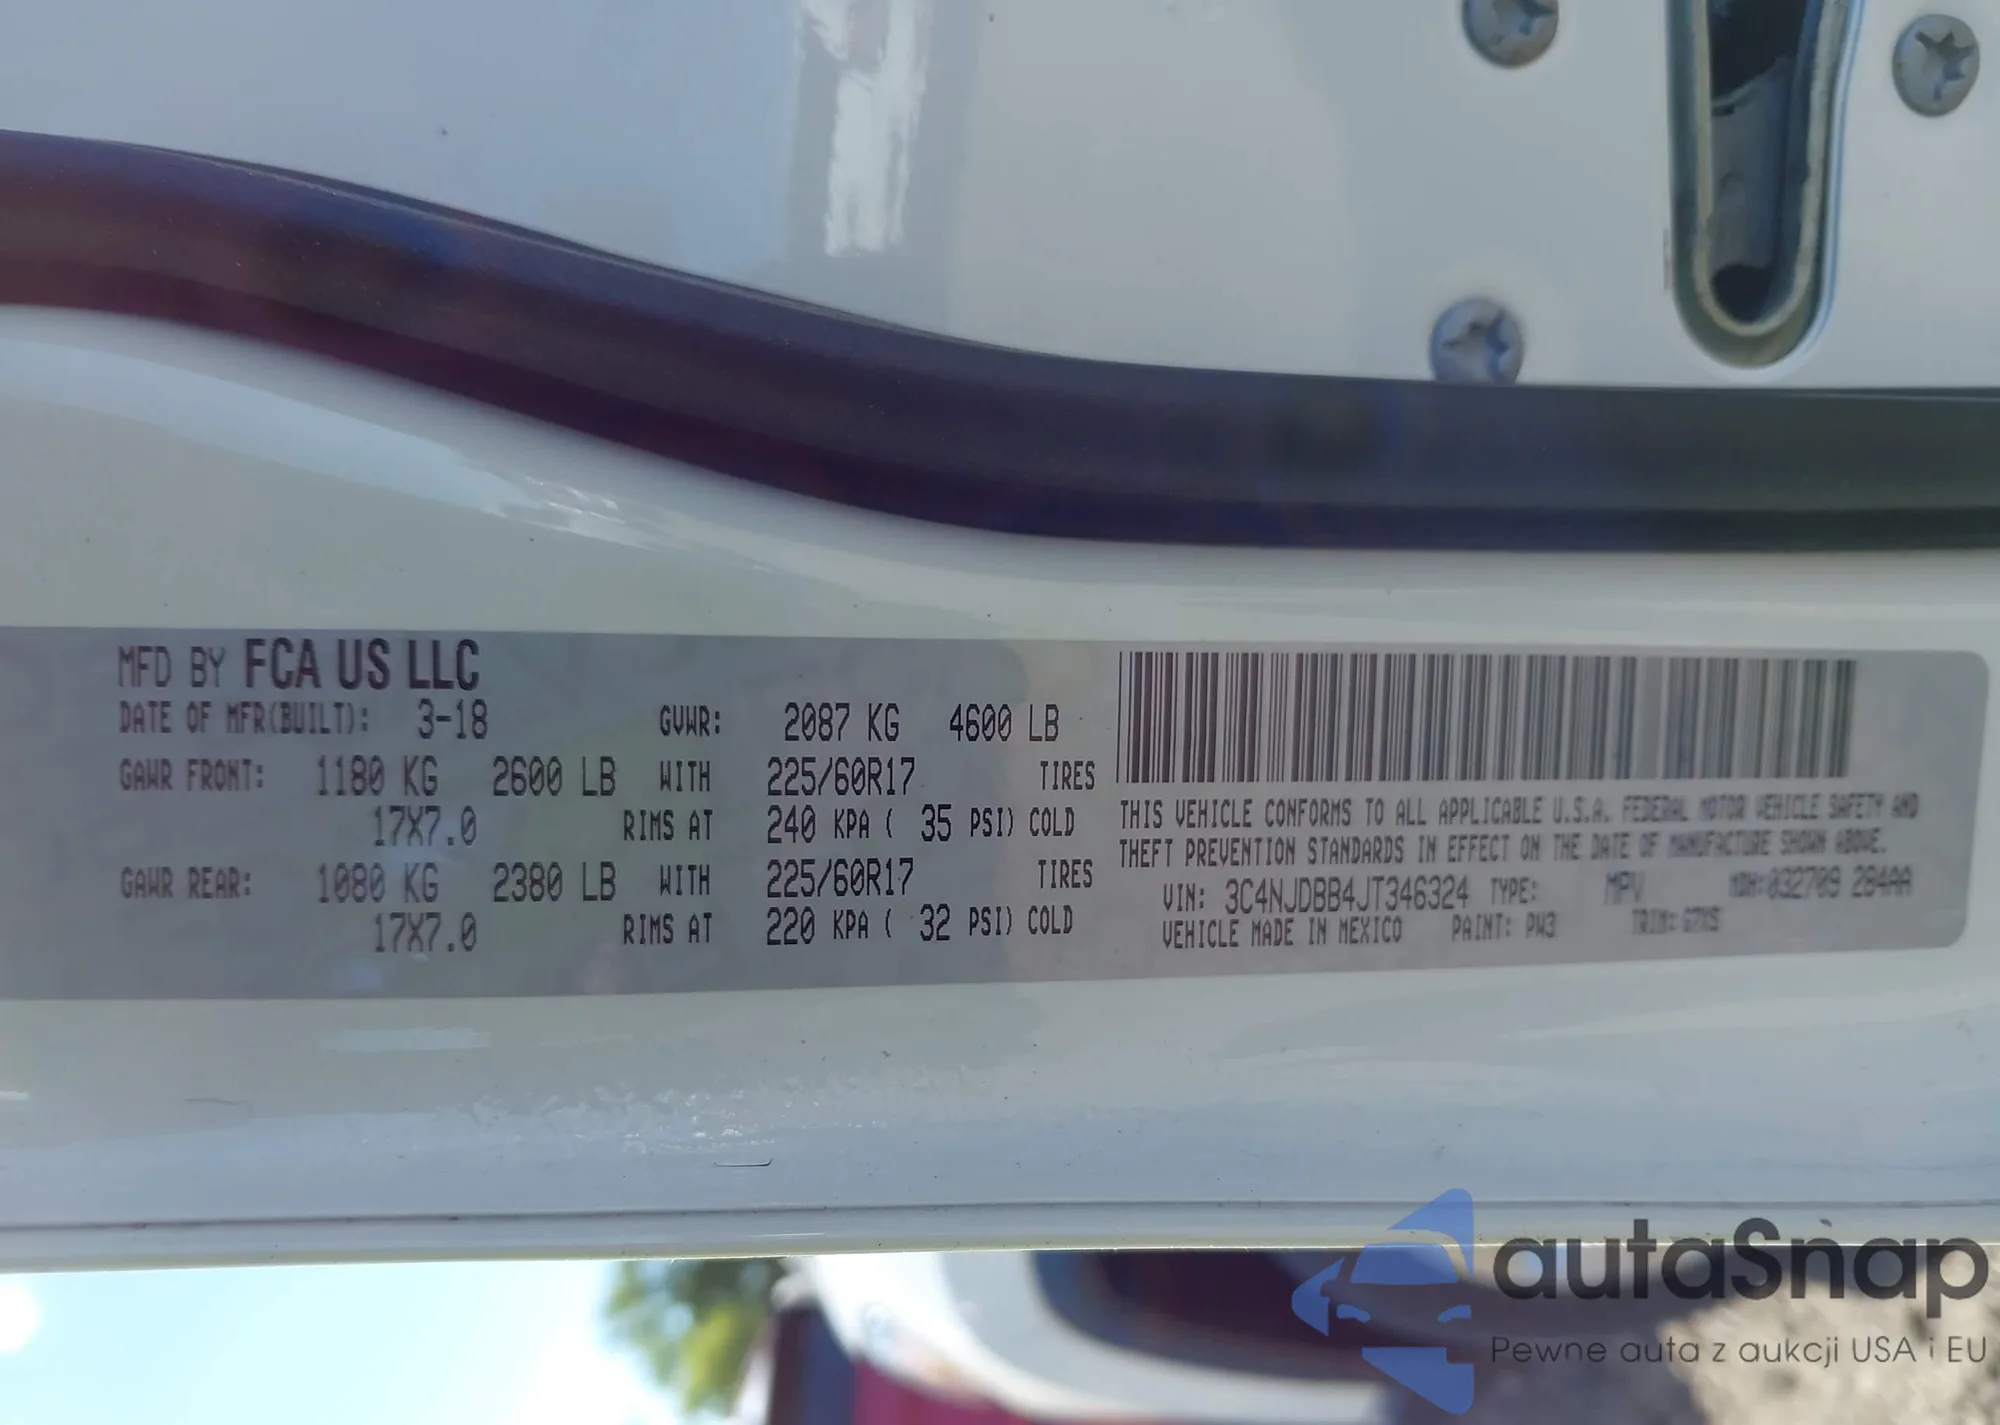 MFD BY FCA US LLC
DATE OF MFR(BUILT): 3-18 GVWR: 2087 KG 4600 LB
GAWR FRONT: 1180 KG 2600 LB WITH 225/60R17 TIRES
17X7.0 RIMS AT 240 KPA ( 35 PSI) COLD
GAWR REAR: 1080 KG 2380 LB WITH 225/60R17 TIRES
17X7.0 RIMS AT 220 KPA ( 32 PSI) COLD
THIS VEHICLE CONFORMS TO ALL APPLICABLE U.S.A. FEDERAL MOTOR VEHICLE SAFETY AND
THEFT PREVENTION STANDARDS IN EFFECT ON THE DATE OF MANUFACTURE SHOWN ABOVE.
VIN: 3C4NJDBB4JT346324 TYPE: MPV MDH:032709 284AA
VEHICLE MADE IN MEXICO PAINT: PW3 TRIM:
autaSnap
Pewne auta z aukcji USA i EU